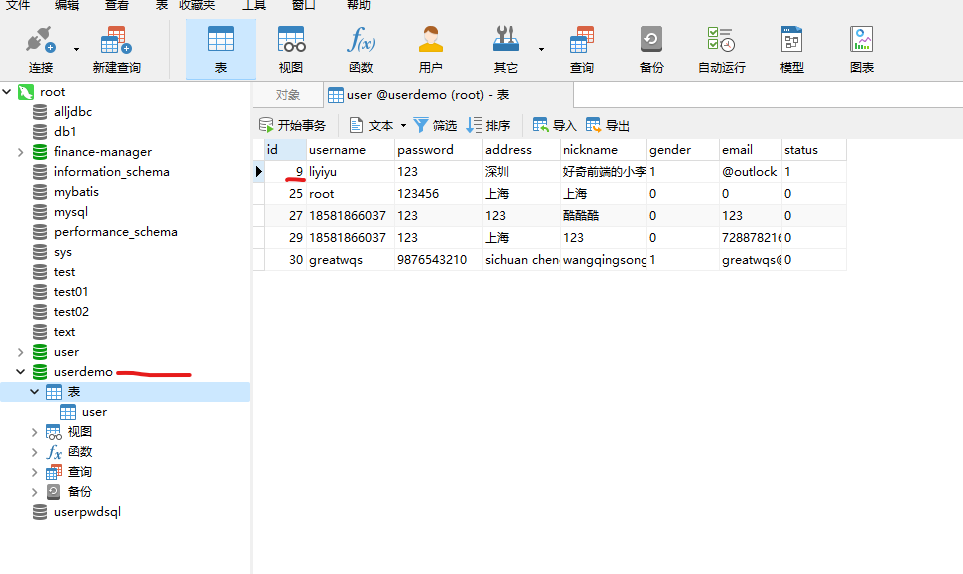 文件 编辑 查看 表 收藏夹 工具 窗口 帮助
连接 新建查询 表 视图 函数 用户 其它 查询 备份 自动运行 模型 图表
root
alljdbc
db1
finance-manager
information_schema
mybatis
mysql
performance_schema
sys
test
test01
test02
text
user
userdemo
表
user
视图
函数
查询
备份
userpwdsql
对象 user @userdemo (root) - 表
开始事务 文本 筛选 排序 导入 导出
id username password address nickname gender email status
9 liyiyu 123 深圳 好奇前端的小李 1 @outlock 1
25 root 123456 上海 上海 0 0 0
27 18581866037 123 123 酷酷酷 0 123 0
29 18581866037 123 上海 123 0 728878216 0
30 greatwqs 9876543210 sichuan chen wangqingsong 1 greatwqs@ 0